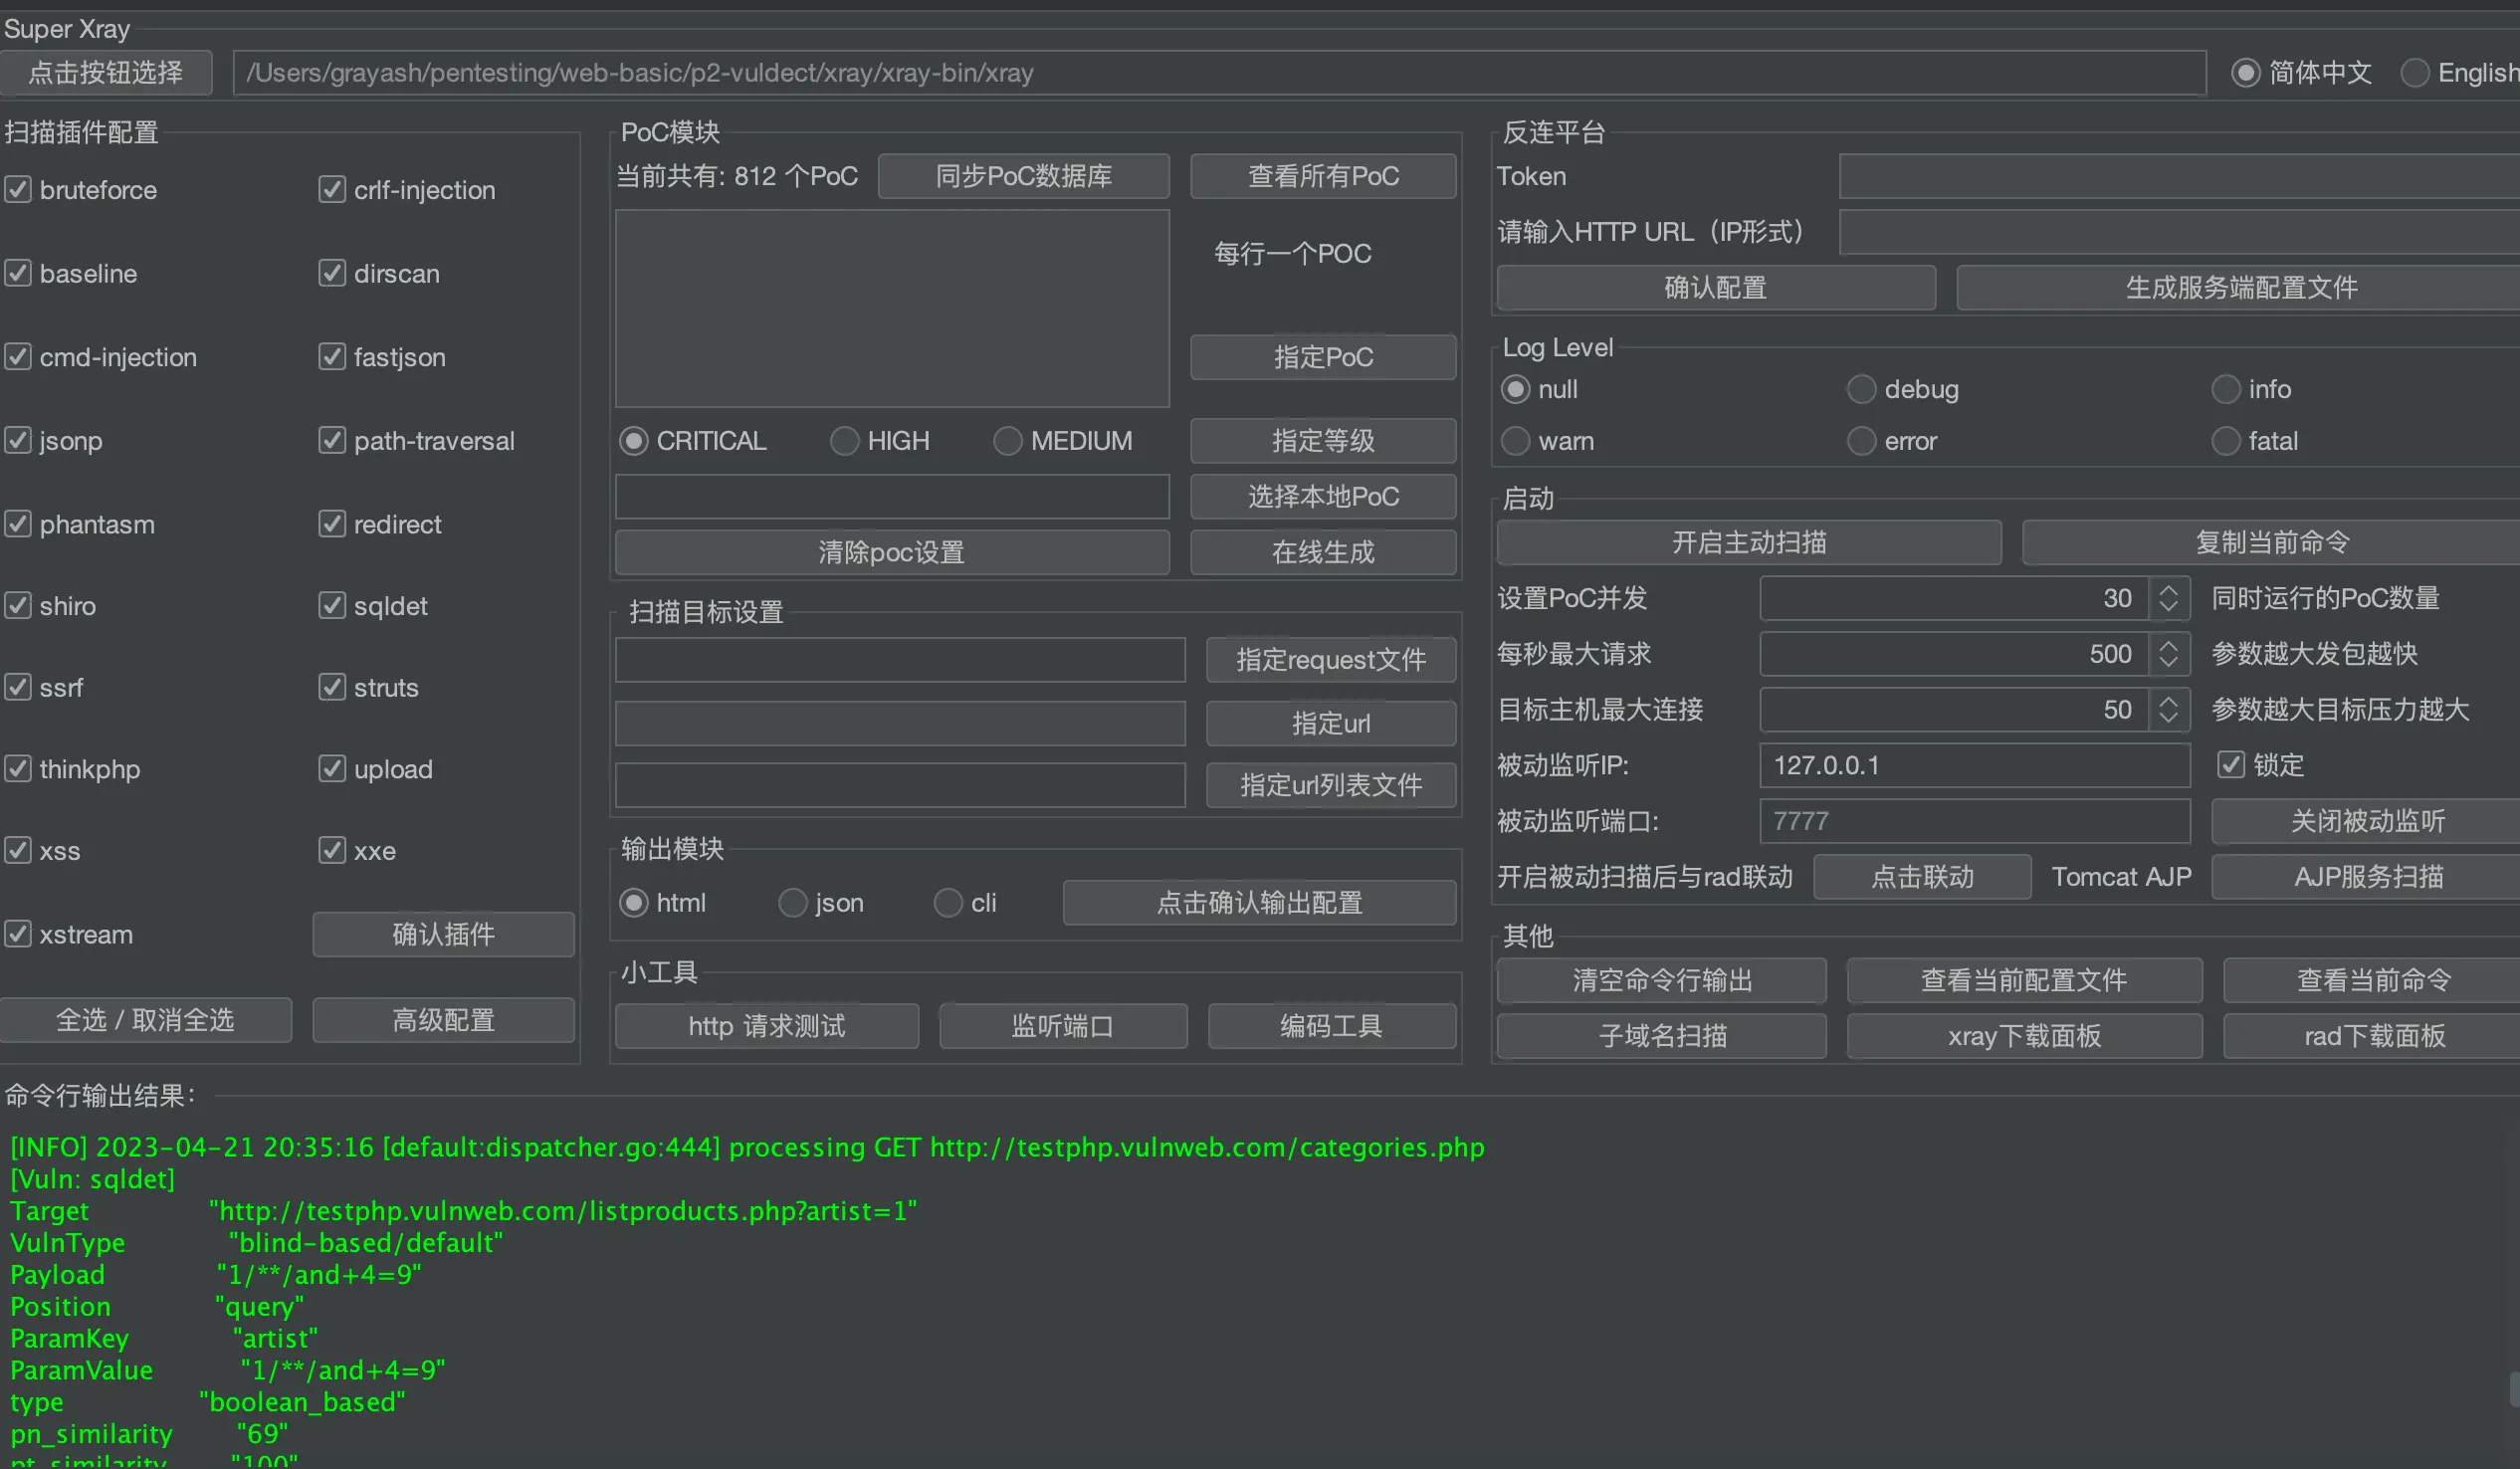 Super Xray
点击按钮选择 /Users/grayash/pentesting/web-basic/p2-vuldect/xray/xray-bin/xray 简体中文 English
扫描插件配置
bruteforce crlf-injection
baseline dirscan
cmd-injection fastjson
jsonp path-traversal
phantasm redirect
shiro sqldet
ssrf struts
thinkphp upload
xss xxe
xstream 确认插件
全选 / 取消全选 高级配置
PoC模块
当前共有: 812 个PoC 同步PoC数据库 查看所有PoC
每行一个POC
指定PoC
CRITICAL HIGH MEDIUM 指定等级
选择本地PoC
清除poc设置 在线生成
扫描目标设置
指定request文件
指定url
指定url列表文件
输出模块
html json cli 点击确认输出配置
小工具
http 请求测试 监听端口 编码工具
反连平台
Token
请输入HTTP URL（IP形式）
确认配置 生成服务端配置文件
Log Level
null debug info
warn error fatal
启动
开启主动扫描 复制当前命令
设置PoC并发 30 同时运行的PoC数量
每秒最大请求 500 参数越大发包越快
目标主机最大连接 50 参数越大目标压力越大
被动监听IP: 127.0.0.1 锁定
被动监听端口: 7777 关闭被动监听
开启被动扫描后与rad联动 点击联动 Tomcat AJP AJP服务扫描
其他
清空命令行输出 查看当前配置文件 查看当前命令
子域名扫描 xray下载面板 rad下载面板
命令行输出结果：
[INFO] 2023-04-21 20:35:16 [default:dispatcher.go:444] processing GET http://testphp.vulnweb.com/categories.php
[Vuln: sqldet]
Target "http://testphp.vulnweb.com/listproducts.php?artist=1"
VulnType "blind-based/default"
Payload "1/**/and+4=9"
Position "query"
ParamKey "artist"
ParamValue "1/**/and+4=9"
type "boolean_based"
pn_similarity "69"
pt_similarity "100"